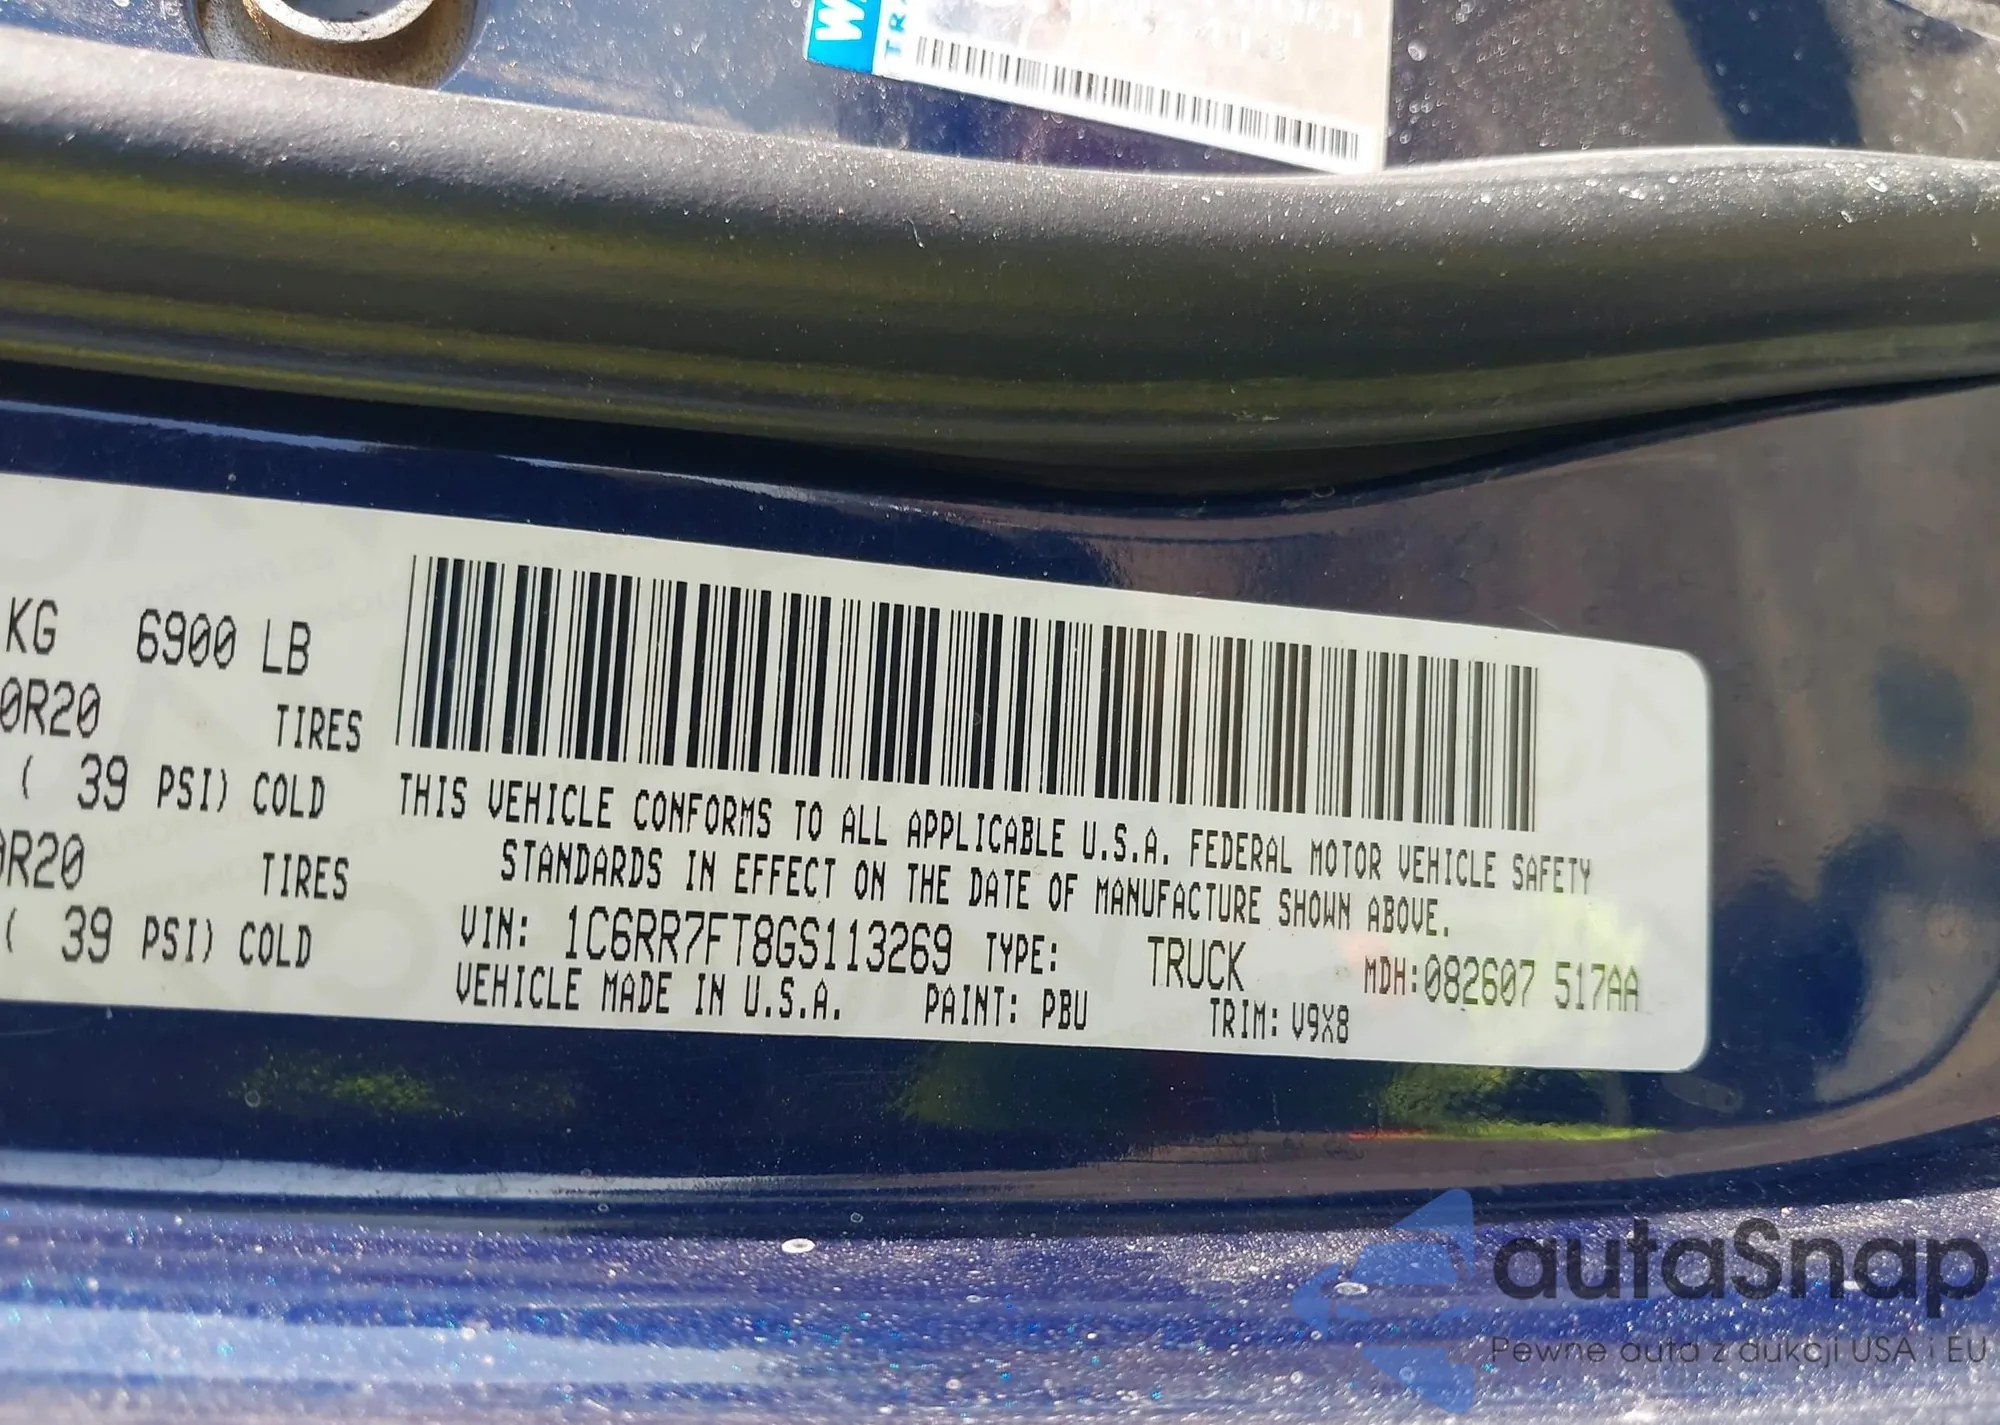 KG 6900 LB
0R20 TIRES
( 39 PSI) COLD
0R20 TIRES
( 39 PSI) COLD
THIS VEHICLE CONFORMS TO ALL APPLICABLE U.S.A. FEDERAL MOTOR VEHICLE SAFETY
STANDARDS IN EFFECT ON THE DATE OF MANUFACTURE SHOWN ABOVE.
VIN: 1C6RR7FT8GS113269 TYPE: TRUCK MDH:082607 517AA
VEHICLE MADE IN U.S.A. PAINT: PBU TRIM: V9X8
autaSnap
Pewne auta z aukcji USA i EU